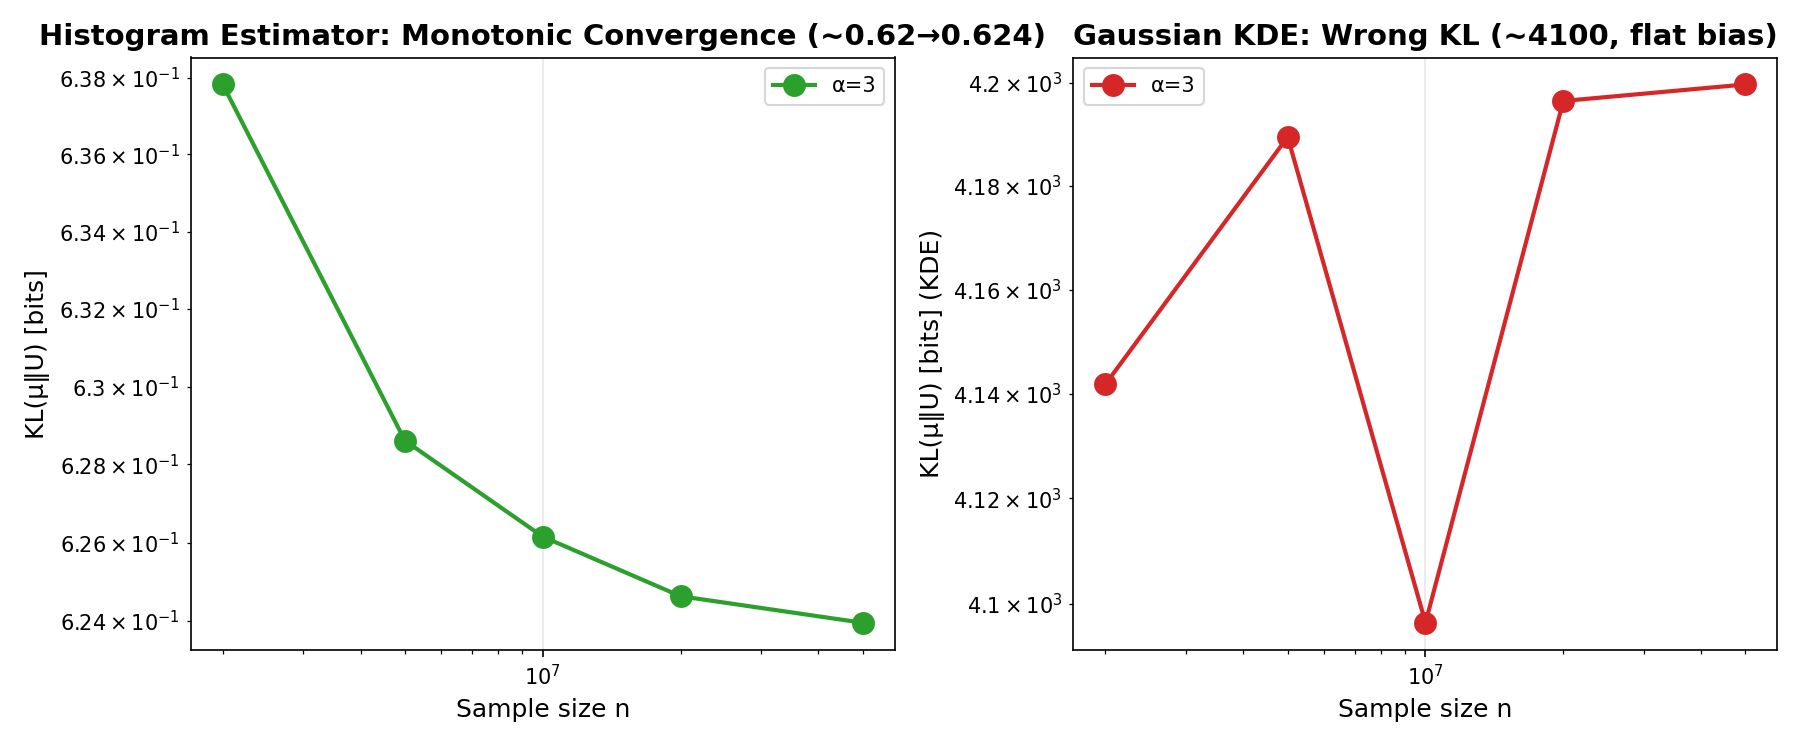 Histogram Estimator: Monotonic Convergence (~0.62→0.624)
α=3
6.38 × 10⁻¹
6.36 × 10⁻¹
6.34 × 10⁻¹
6.32 × 10⁻¹
6.3 × 10⁻¹
6.28 × 10⁻¹
6.26 × 10⁻¹
6.24 × 10⁻¹
KL(μ‖U) [bits]
10⁷
Sample size n
Gaussian KDE: Wrong KL (~4100, flat bias)
α=3
4.2 × 10³
4.18 × 10³
4.16 × 10³
4.14 × 10³
4.12 × 10³
4.1 × 10³
KL(μ‖U) [bits] (KDE)
10⁷
Sample size n